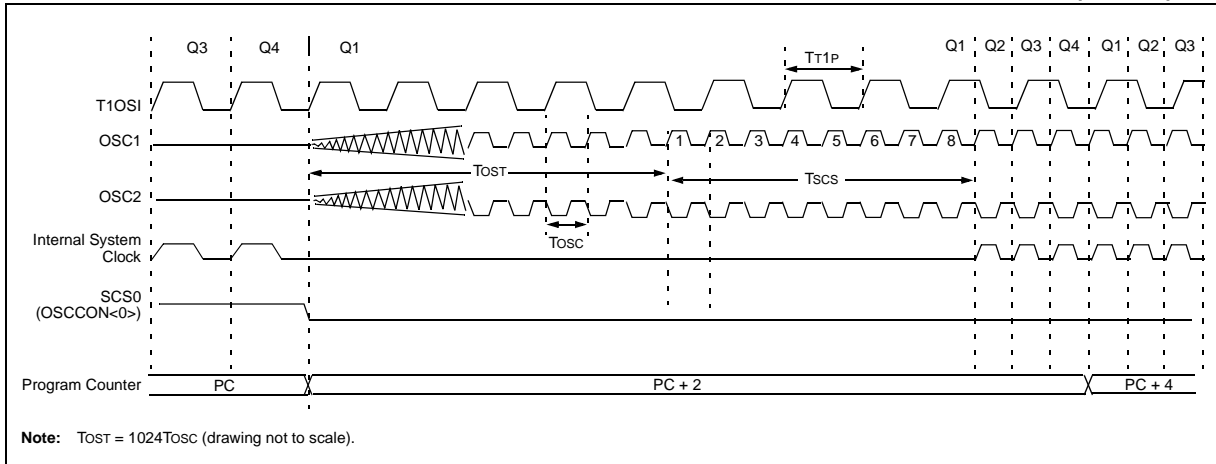 Q3 Q4 Q1 Q1 Q2 Q3 Q4 Q1 Q2 Q3
TT1P
T1OSI
OSC1
1 2 3 4 5 6 7 8
TOST
TSCS
OSC2
TOSC
Internal System
Clock
SCS0
(OSCCON<0>)
Program Counter PC PC + 2 PC + 4
Note: TOST = 1024TOSC (drawing not to scale).